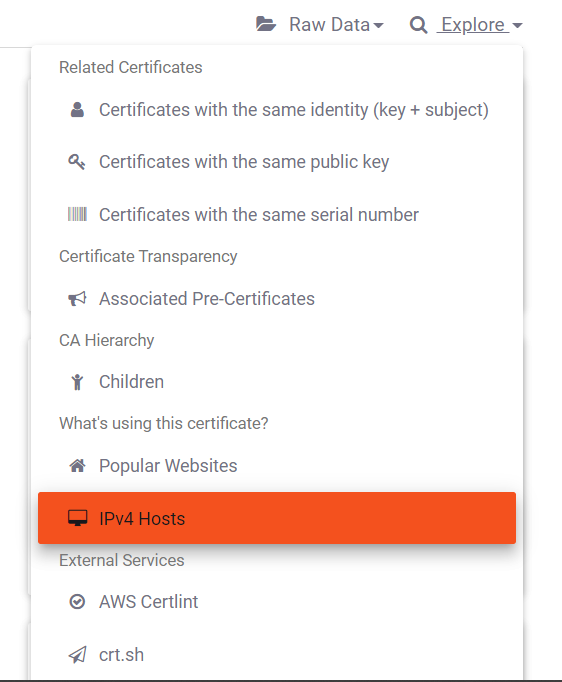 Raw Data Explore
Related Certificates
Certificates with the same identity (key + subject)
Certificates with the same public key
Certificates with the same serial number
Certificate Transparency
Associated Pre-Certificates
CA Hierarchy
Children
What's using this certificate?
Popular Websites
IPv4 Hosts
External Services
AWS Certlint
crt.sh